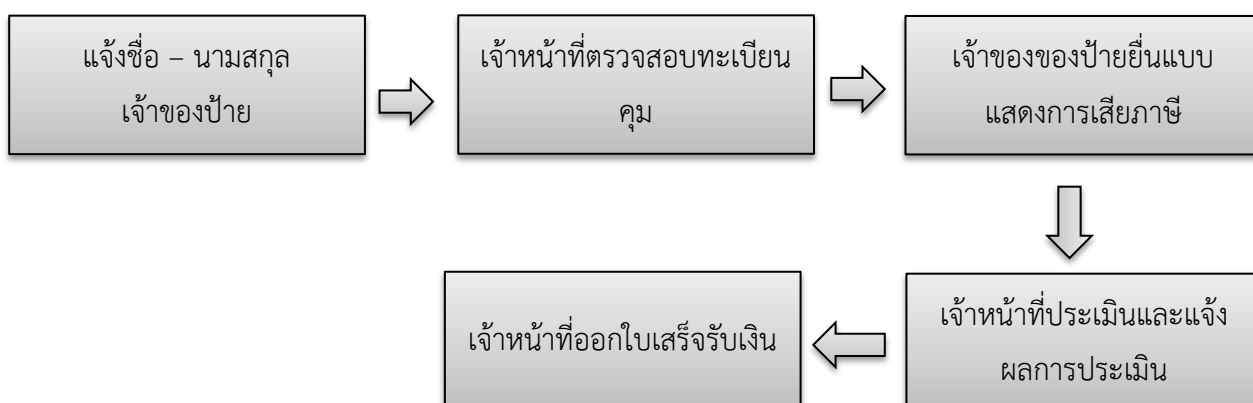 แจ้งชื่อ – นามสกุล
เจ้าของป้าย
เจ้าหน้าที่ตรวจสอบทะเบียน
คุม
เจ้าของของป้ายยื่นแบบ
แสดงการเสียภาษี
เจ้าหน้าที่ประเมินและแจ้ง
ผลการประเมิน
เจ้าหน้าที่ออกใบเสร็จรับเงิน